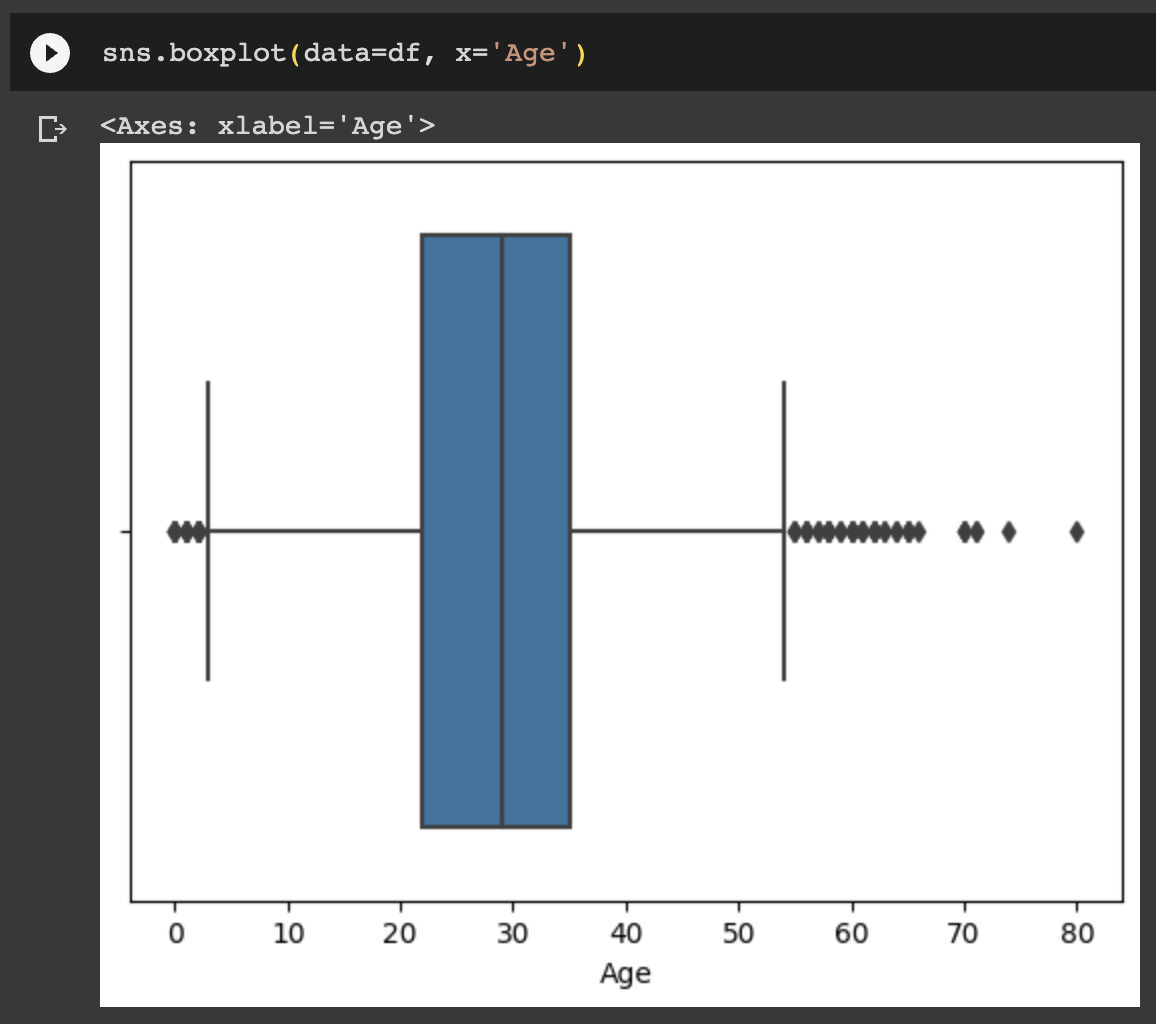 sns.boxplot(data=df, x='Age')
<Axes: xlabel='Age'>
0 10 20 30 40 50 60 70 80
Age